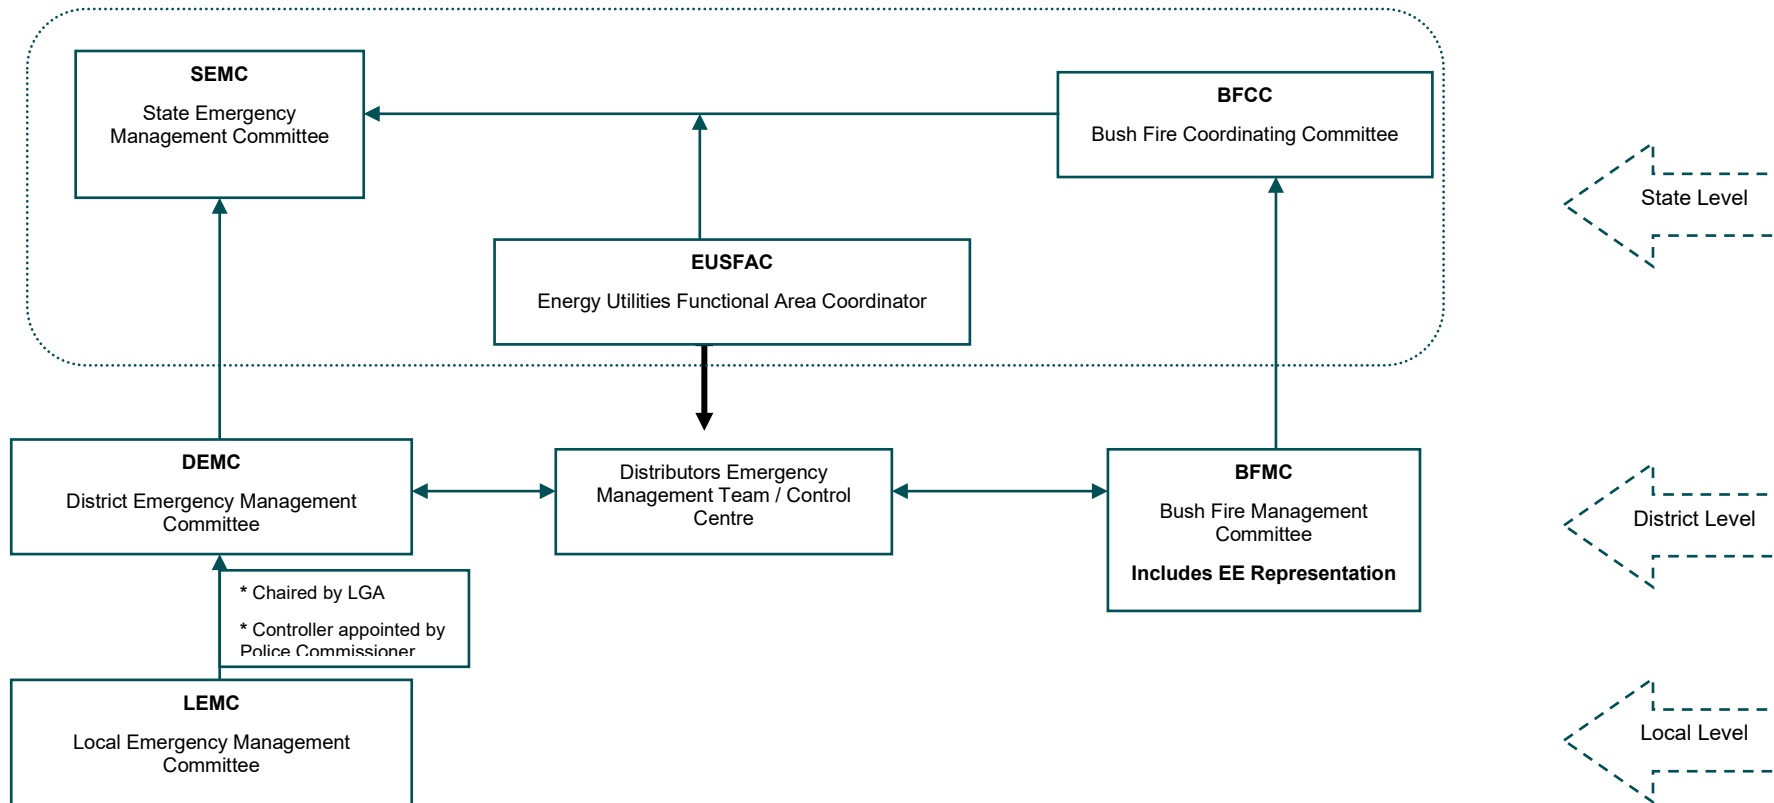 SEMC
State Emergency
Management Committee
BFCC
Bush Fire Coordinating Committee
State Level
EUSFAC
Energy Utilities Functional Area Coordinator
DEMC
District Emergency Management
Committee
Distributors Emergency
Management Team / Control
Centre
BFMC
Bush Fire Management
Committee
Includes EE Representation
District Level
* Chaired by LGA
* Controller appointed by
Police Commissioner
LEMC
Local Emergency Management
Committee
Local Level